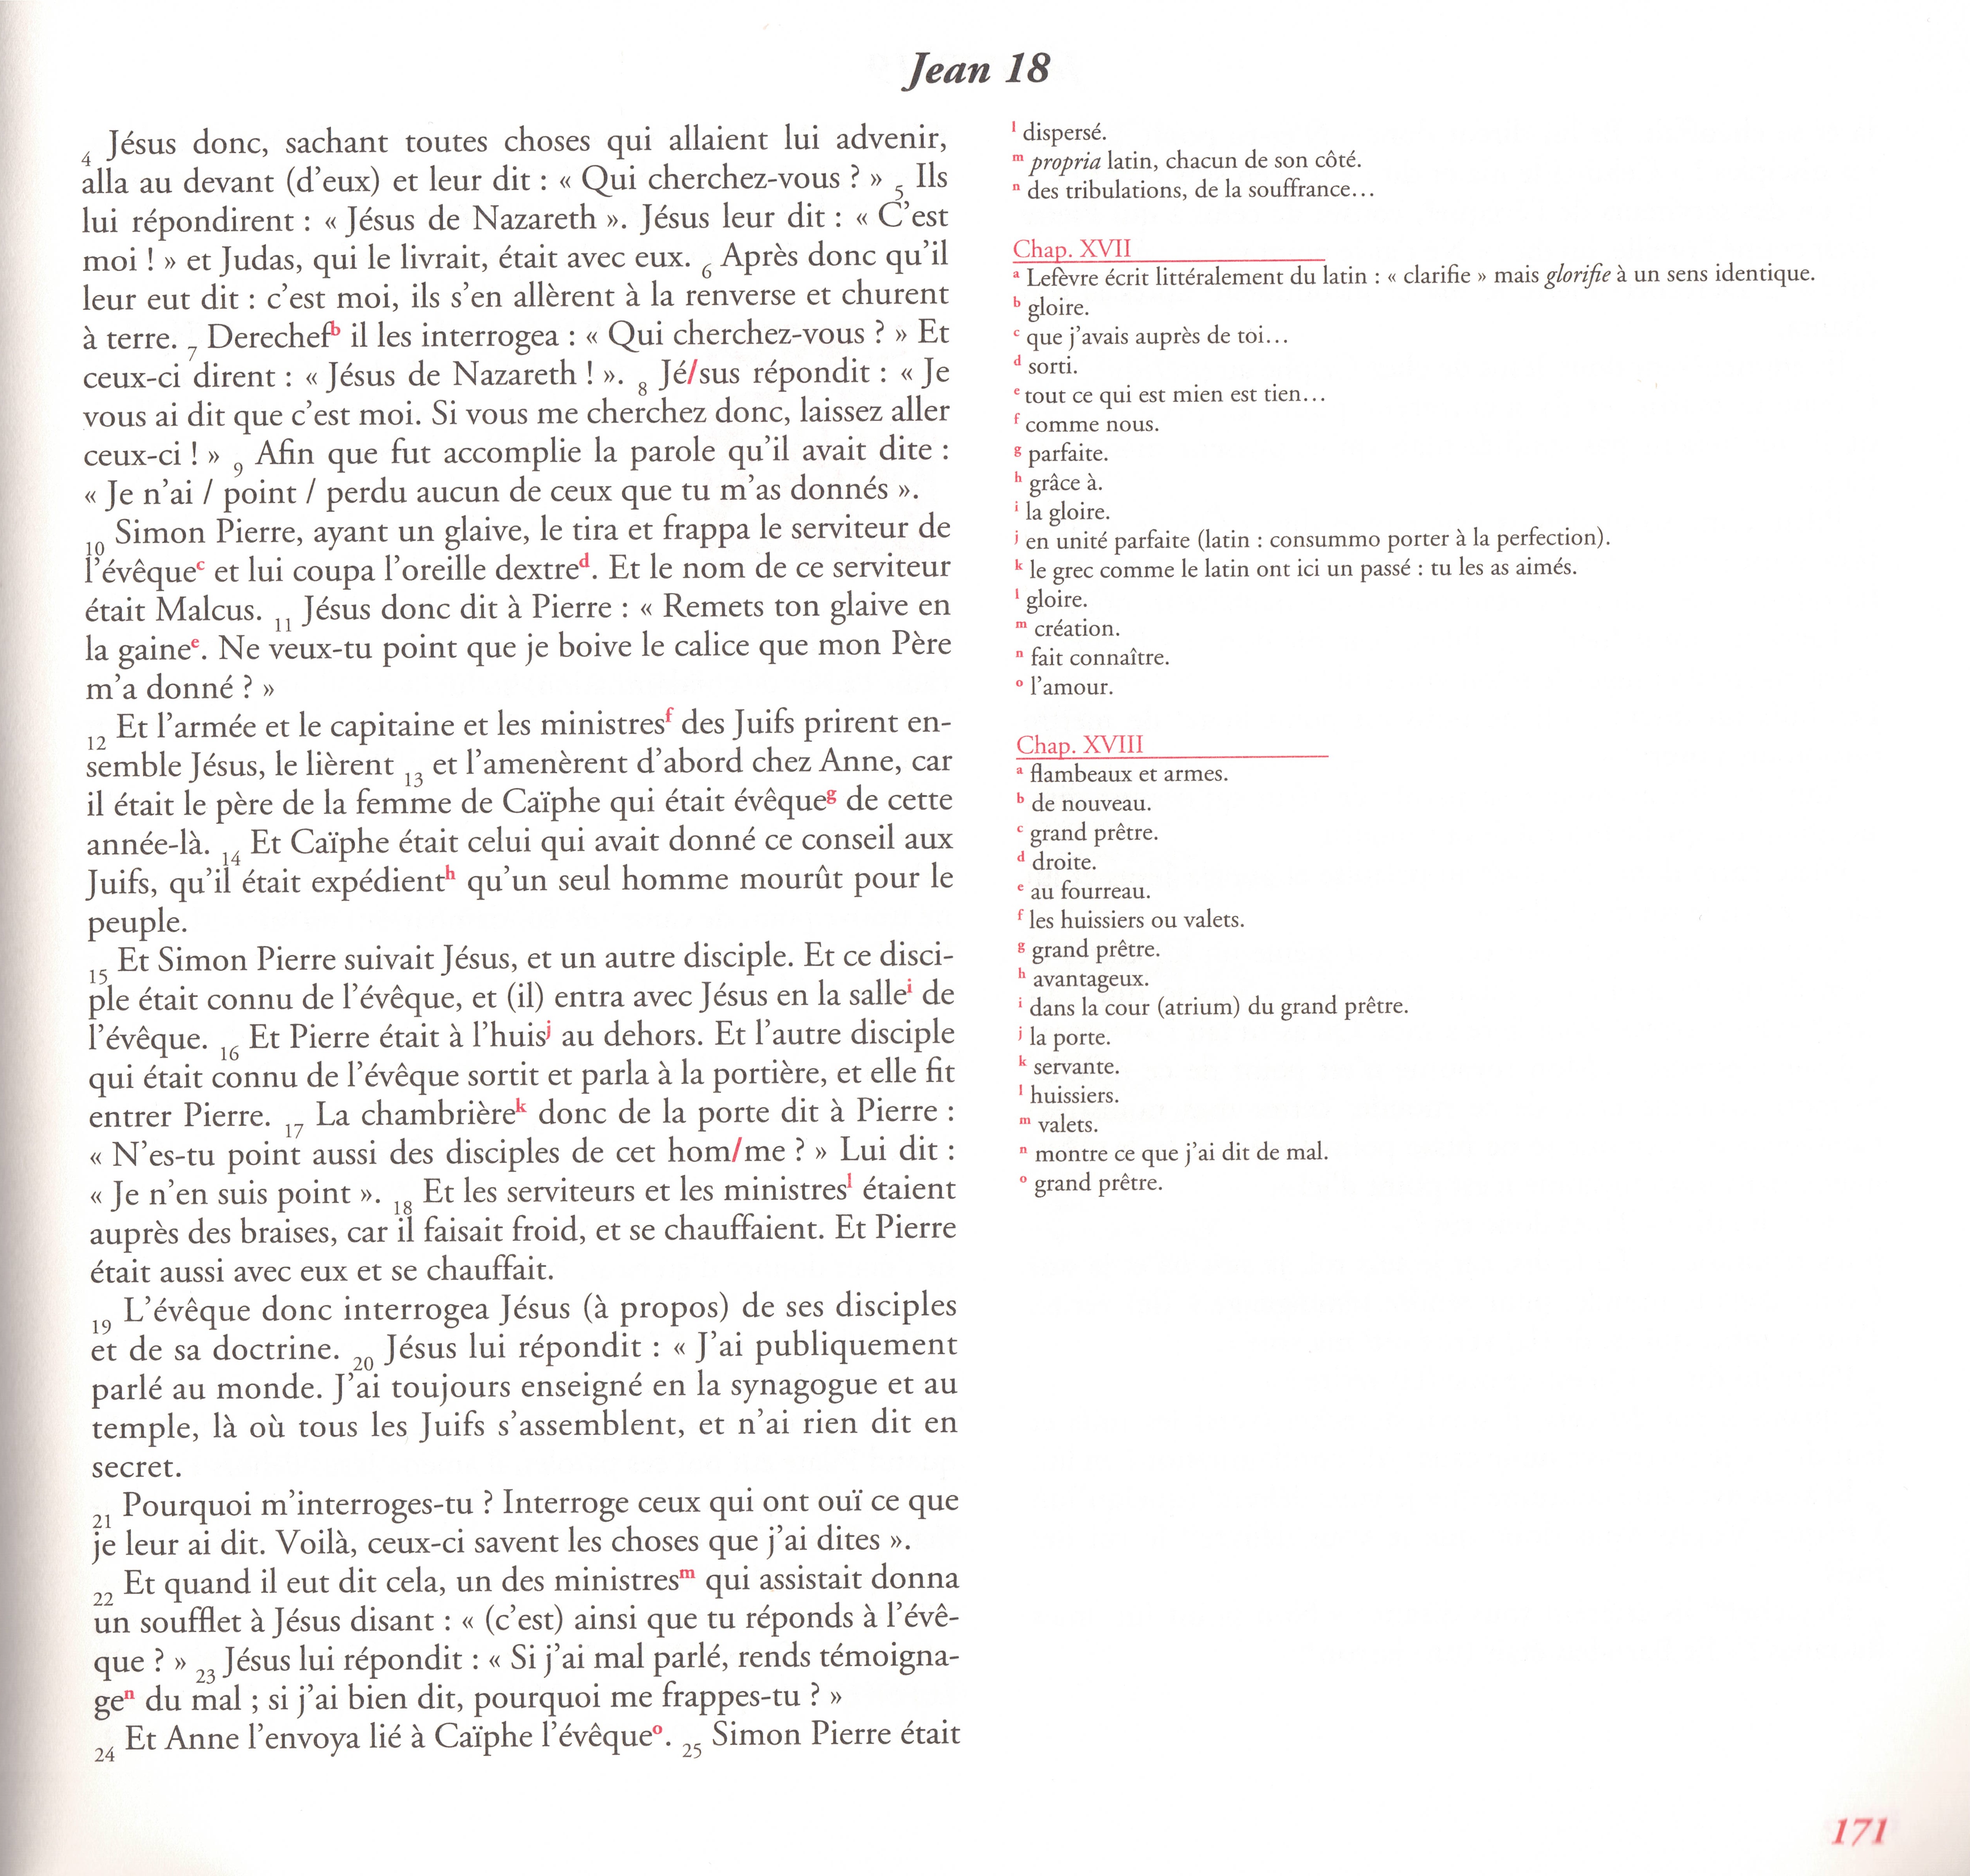 Jean 18
4 Jésus donc, sachant toutes choses qui allaient lui advenir,
alla au devant (d’eux) et leur dit : « Qui cherchez-vous ? » 5 Ils
lui répondirent : « Jésus de Nazareth ». Jésus leur dit : « C’est
moi ! » et Judas, qui le livrait, était avec eux. 6 Après donc qu’il
leur eut dit : c’est moi, ils s’en allèrent à la renverse et churent
à terre. 7 Derechef b il les interrogea : « Qui cherchez-vous ? » Et
ceux-ci dirent : « Jésus de Nazareth ! ». 8 Jé/sus répondit : « Je
vous ai dit que c’est moi. Si vous me cherchez donc, laissez aller
ceux-ci ! » 9 Afin que fut accomplie la parole qu’il avait dite :
« Je n’ai / point / perdu aucun de ceux que tu m’as donnés ».
10 Simon Pierre, ayant un glaive, le tira et frappa le serviteur de
l’évêque c et lui coupa l’oreille dextre d. Et le nom de ce serviteur
était Malcus. 11 Jésus donc dit à Pierre : « Remets ton glaive en
la gaine e. Ne veux-tu point que je boive le calice que mon Père
m’a donné ? »
12 Et l’armée et le capitaine et les ministres f des Juifs prirent en-
semble Jésus, le lièrent 13 et l’amenèrent d’abord chez Anne, car
il était le père de la femme de Caïphe qui était évêque g de cette
année-là. 14 Et Caïphe était celui qui avait donné ce conseil aux
Juifs, qu’il était expédient h qu’un seul homme mourût pour le
peuple.
15 Et Simon Pierre suivait Jésus, et un autre disciple. Et ce disci-
ple était connu de l’évêque, et (il) entra avec Jésus en la salle i de
l’évêque. 16 Et Pierre était à l’huis j au dehors. Et l’autre disciple
qui était connu de l’évêque sortit et parla à la portière, et elle fit
entrer Pierre. 17 La chambrière k donc de la porte dit à Pierre :
« N’es-tu point aussi des disciples de cet hom/me ? » Lui dit :
« Je n’en suis point ». 18 Et les serviteurs et les ministres l étaient
auprès des braises, car il faisait froid, et se chauffaient. Et Pierre
était aussi avec eux et se chauffait.
19 L’évêque donc interrogea Jésus (à propos) de ses disciples
et de sa doctrine. 20 Jésus lui répondit : « J’ai publiquement
parlé au monde. J’ai toujours enseigné en la synagogue et au
temple, là où tous les Juifs s’assemblent, et n’ai rien dit en
secret.
21 Pourquoi m’interroges-tu ? Interroge ceux qui ont ouï ce que
je leur ai dit. Voilà, ceux-ci savent les choses que j’ai dites ».
22 Et quand il eut dit cela, un des ministres m qui assistait donna
un soufflet à Jésus disant : « (c’est) ainsi que tu réponds à l’évê-
que ? » 23 Jésus lui répondit : « Si j’ai mal parlé, rends témoigna-
ge n du mal ; si j’ai bien dit, pourquoi me frappes-tu ? »
24 Et Anne l’envoya lié à Caïphe l’évêque o. 25 Simon Pierre était
l dispersé.
m propria latin, chacun de son côté.
n des tribulations, de la souffrance…
Chap. XVII
a Lefèvre écrit littéralement du latin : « clarifie » mais glorifie à un sens identique.
b gloire.
c que j’avais auprès de toi…
d sorti.
e tout ce qui est mien est tien…
f comme nous.
g parfaite.
h grâce à.
i la gloire.
j en unité parfaite (latin : consummo porter à la perfection).
k le grec comme le latin ont ici un passé : tu les as aimés.
l gloire.
m création.
n fait connaître.
o l’amour.
Chap. XVIII
a flambeaux et armes.
b de nouveau.
c grand prêtre.
d droite.
e au fourreau.
f les huissiers ou valets.
g grand prêtre.
h avantageux.
i dans la cour (atrium) du grand prêtre.
j la porte.
k servante.
l huissiers.
m valets.
n montre ce que j’ai dit de mal.
o grand prêtre.
171